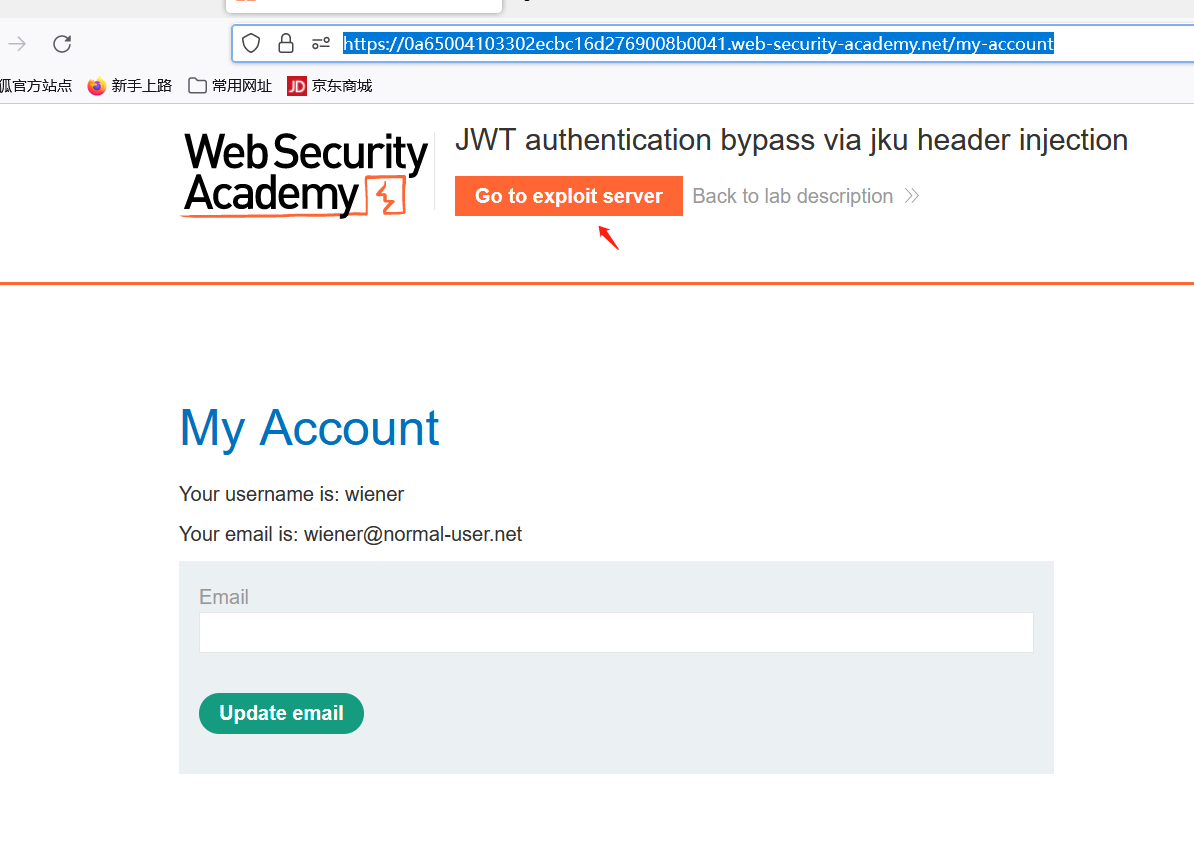 https://0a65004103302ecbc16d2769008b0041.web-security-academy.net/my-account
狐官方站点 新手上路 常用网址 JD 京东商城
Web Security
Academy
JWT authentication bypass via jku header injection
Go to exploit server Back to lab description
My Account
Your username is: wiener
Your email is: wiener@normal-user.net
Email
Update email